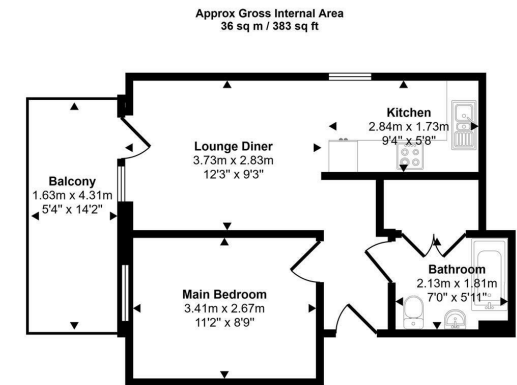 Approx Gross Internal Area
36 sq m / 383 sq ft
Kitchen
2.84m x 1.73m
9'4" x 5'8"
Lounge Diner
3.73m x 2.83m
12'3" x 9'3"
Balcony
1.63m x 4.31m
5'4" x 14'2"
Bathroom
2.13m x 1.81m
7'0" x 5'11"
Main Bedroom
3.41m x 2.67m
11'2" x 8'9"